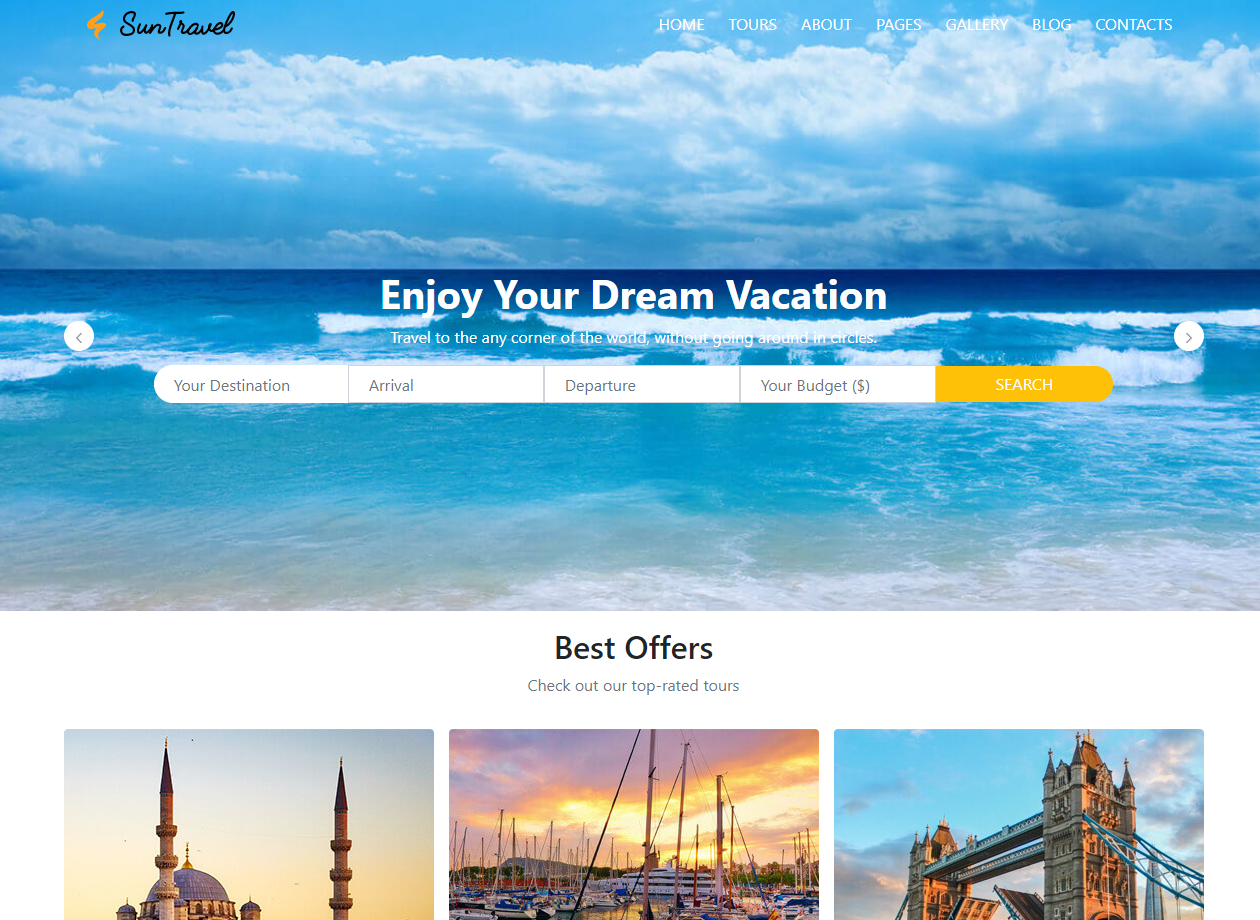 SunTravel
HOME TOURS ABOUT PAGES GALLERY BLOG CONTACTS
Enjoy Your Dream Vacation
Travel to the any corner of the world, without going around in circles.
Your Destination Arrival Departure Your Budget ($) SEARCH
Best Offers
Check out our top-rated tours